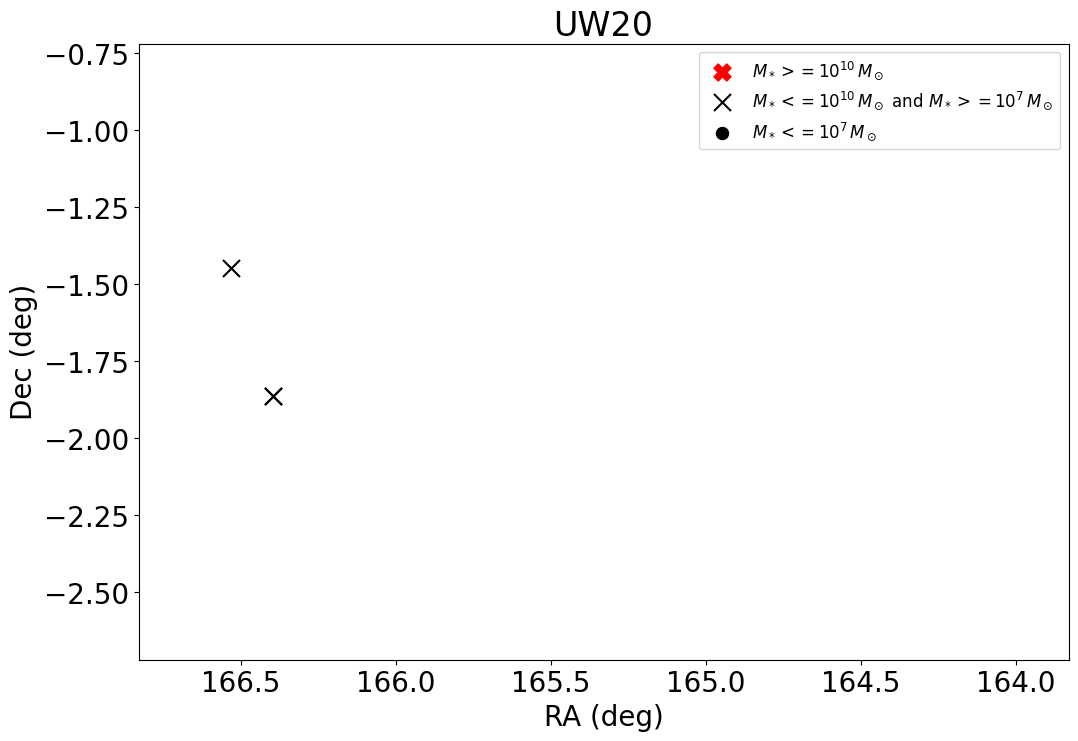 UW20
M* >= 10^10 M⊙
M* <= 10^10 M⊙ and M* >= 10^7 M⊙
M* <= 10^7 M⊙
−0.75
−1.00
−1.25
−1.50
−1.75
−2.00
−2.25
−2.50
Dec (deg)
166.5 166.0 165.5 165.0 164.5 164.0
RA (deg)